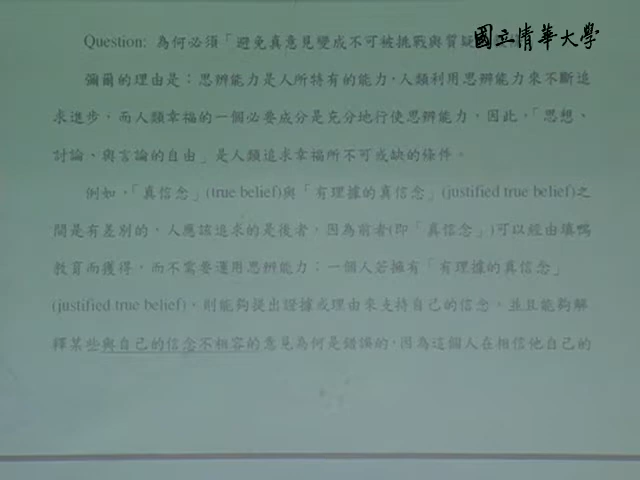 Question: 為何必須「避免真意見變成不可被挑戰與質疑
國立清華大學
彌爾的理由是：思辨能力是人所特有的能力，人類利用思辨能力來不斷追
求進步，而人類幸福的一個必要成分是充分地行使思辨能力，因此，「思想、
討論、與言論的自由」是人類追求幸福所不可或缺的條件。
例如，「真信念」(true belief)與「有理據的真信念」(justified true belief)之
間是有差別的，人應該追求的是後者，因為前者(即「真信念」)可以經由填鴨
教育而獲得，而不需要運用思辨能力；一個人若擁有「有理據的真信念」
(justified true belief)，則能夠提出證據或理由來支持自己的信念，並且能夠解
釋某些與自己的信念不相容的意見為何是錯誤的，因為這個人在相信他自己的